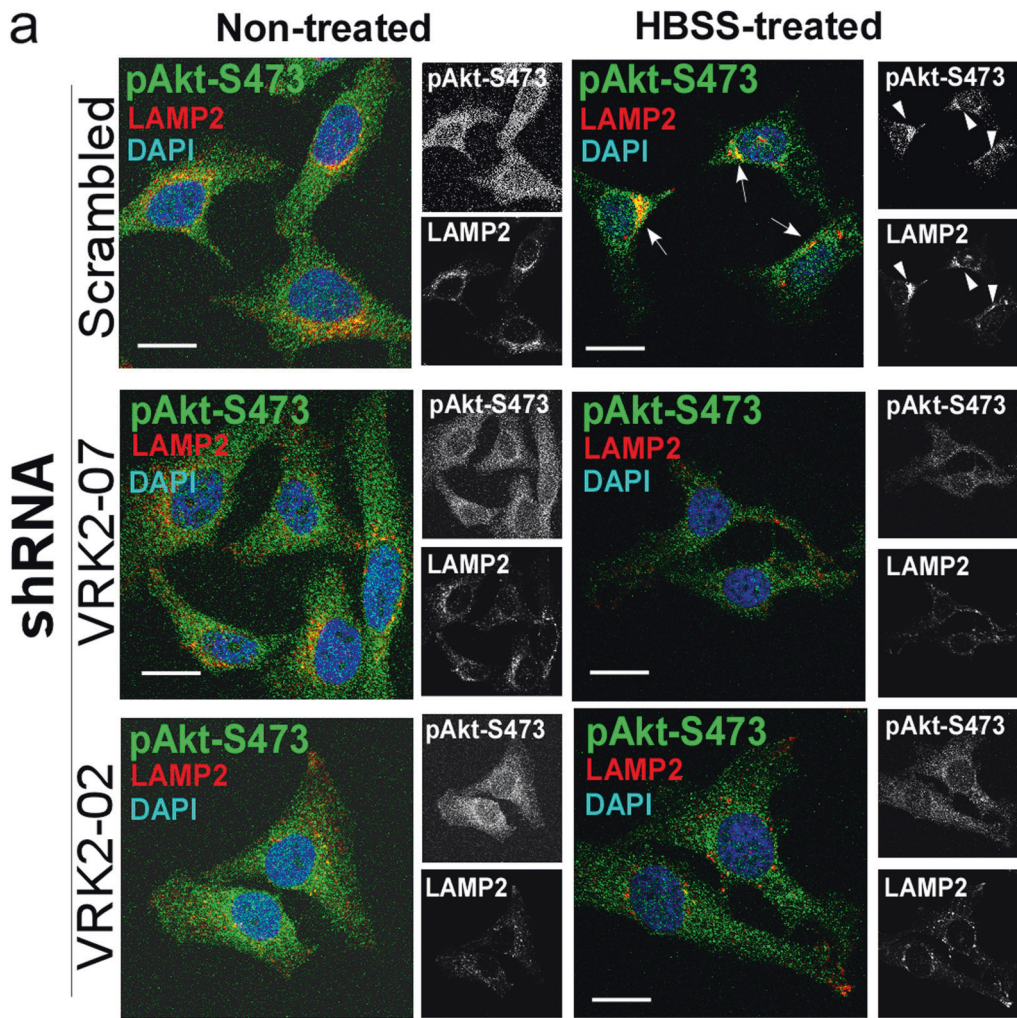 a
Non-treated
HBSS-treated
shRNA
Scrambled
pAkt-S473
LAMP2
DAPI
pAkt-S473
LAMP2
pAkt-S473
LAMP2
DAPI
pAkt-S473
LAMP2
VRK2-07
pAkt-S473
LAMP2
DAPI
pAkt-S473
LAMP2
pAkt-S473
LAMP2
DAPI
pAkt-S473
LAMP2
VRK2-02
pAkt-S473
LAMP2
DAPI
pAkt-S473
LAMP2
pAkt-S473
LAMP2
DAPI
pAkt-S473
LAMP2